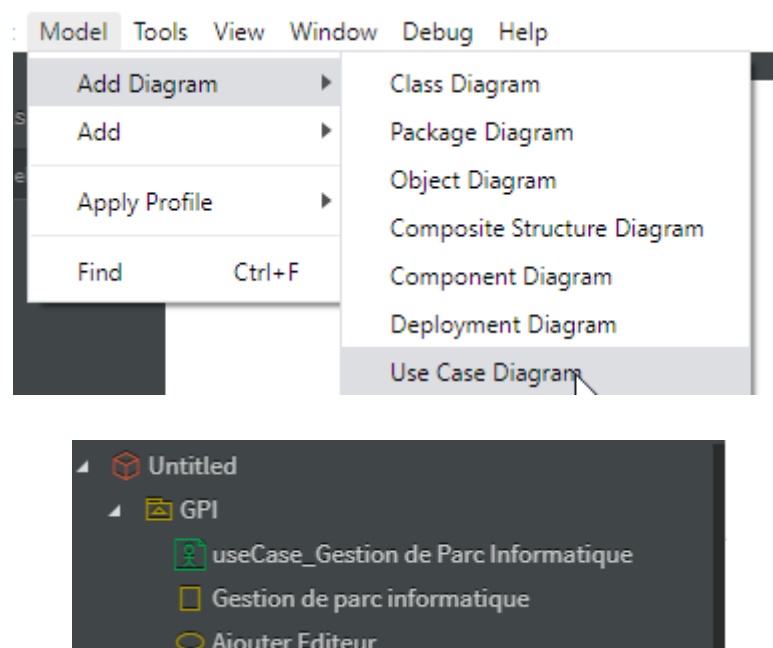 Model Tools View Window Debug Help
Add Diagram
Class Diagram
Add
Package Diagram
Object Diagram
Apply Profile
Composite Structure Diagram
Find Ctrl+F
Component Diagram
Deployment Diagram
Use Case Diagram
Untitled
GPI
useCase_Gestion de Parc Informatique
Gestion de parc informatique
Ajouter Editeur